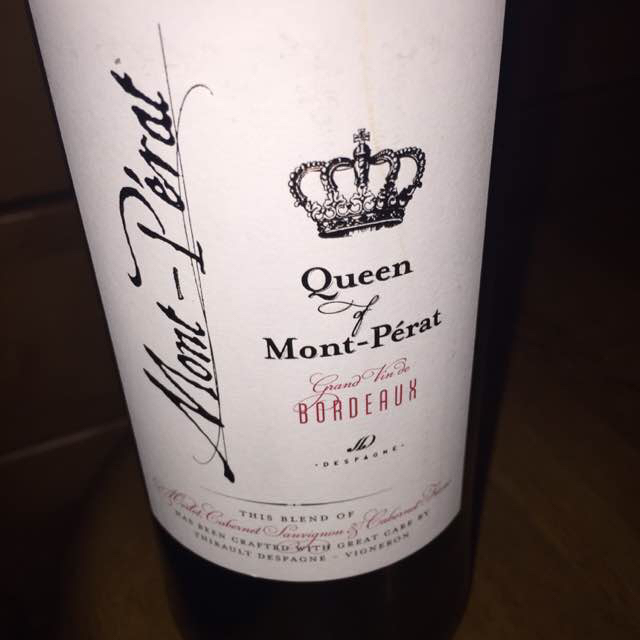 Mont-Pérat
Queen
of
Mont-Pérat
Grand Vin de
BORDEAUX
DESPAGNE
THIS BLEND OF
Merlot Cabernet Sauvignon & Cabernet Franc
HAS BEEN CRAFTED WITH GREAT CARE BY
THIBAULT DESPAGNE - VIGNERON